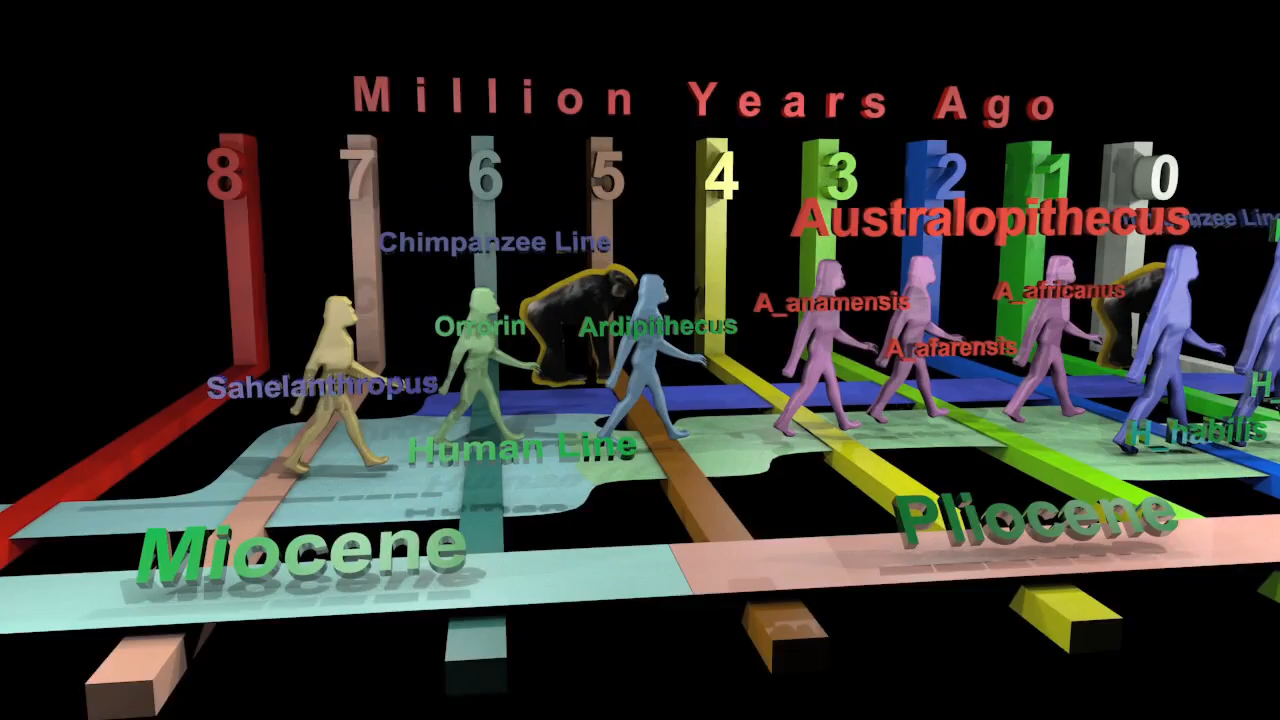 Million Years Ago
8 7 6 5 4 3 2 1 0
Australopithecus
Chimpanzee Line
A_anamensis
A_africanus
Orrorin
Ardipithecus
A_afarensis
Sahelanthropus
Human Line
H_habilis
Pliocene
Miocene